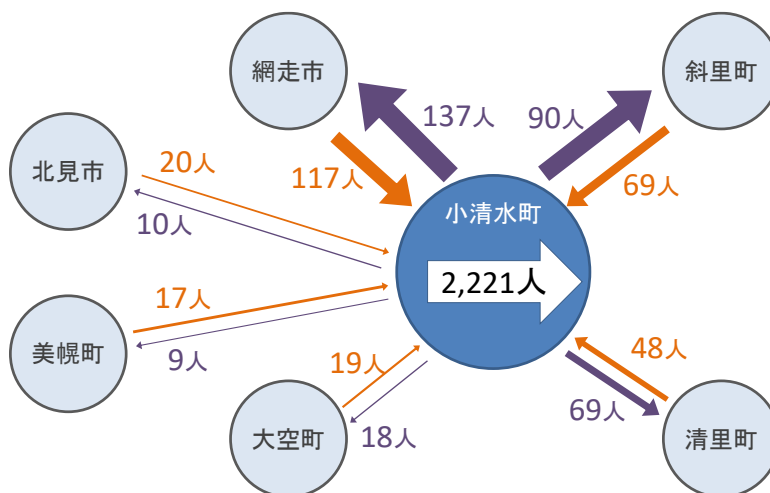 網走市
斜里町
137人
90人
117人
69人
北見市
20人
10人
小清水町
2,221人
美幌町
17人
9人
19人
18人
大空町
48人
69人
清里町